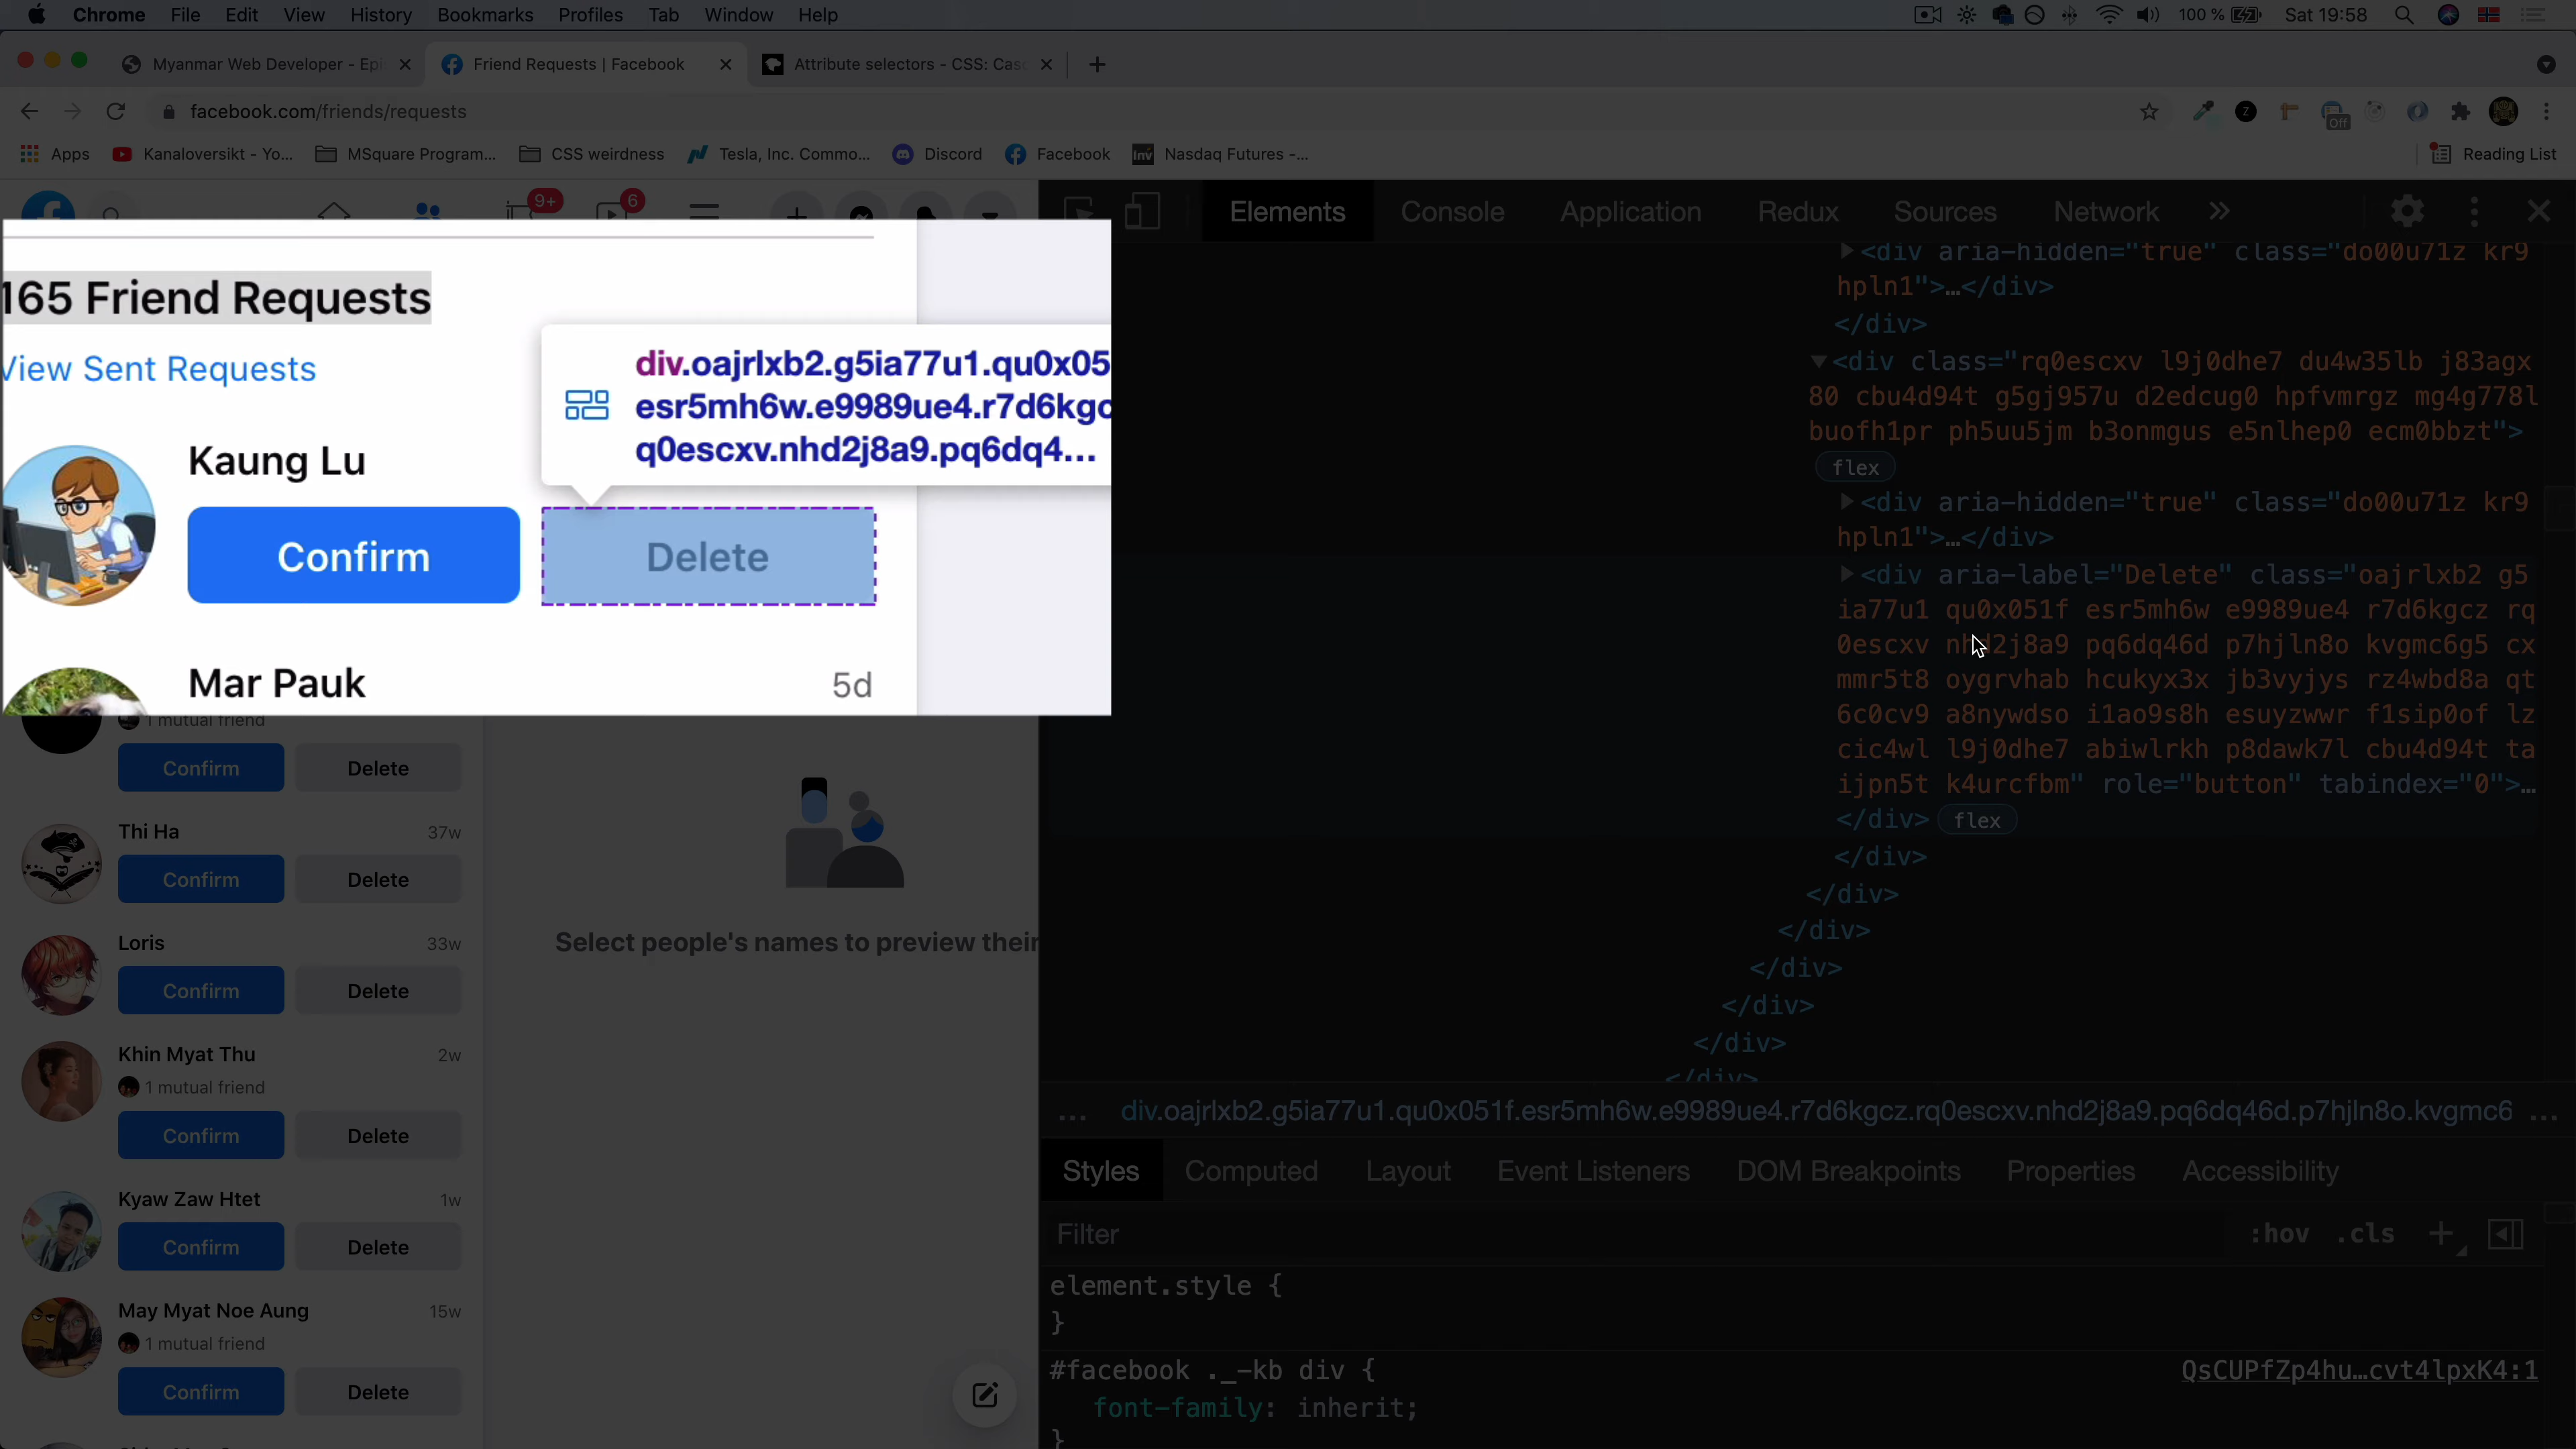 Chrome File Edit View History Bookmarks Profiles Tab Window Help
100 % Sat 19:58
Myanmar Web Developer - Epi
Friend Requests | Facebook
Attribute selectors - CSS: Casc
facebook.com/friends/requests
Off
Apps
Kanaloversikt - Yo...
MSquare Program...
CSS weirdness
Tesla, Inc. Commo...
Discord
Facebook
Inv
Nasdaq Futures -...
Reading List
9+
6
165 Friend Requests
View Sent Requests
Kaung Lu
Confirm
Delete
div.oajrlxb2.g5ia77u1.qu0x05
esr5mh6w.e9989ue4.r7d6kgc
q0escxv.nhd2j8a9.pq6dq4...
Mar Pauk
5d
1 mutual friend
Confirm
Delete
Thi Ha
37w
Confirm
Delete
Loris
33w
Confirm
Delete
Khin Myat Thu
2w
1 mutual friend
Confirm
Delete
Kyaw Zaw Htet
1w
Confirm
Delete
May Myat Noe Aung
15w
1 mutual friend
Confirm
Delete
Select people's names to preview their
Elements Console Application Redux Sources Network
<div aria-hidden="true" class="do00u71z kr9
hpln1">…</div>
</div>
<div class="rq0escxv l9j0dhe7 du4w35lb j83agx
80 cbu4d94t g5gj957u d2edcug0 hpfvmrgz mg4g778l
buofh1pr ph5uu5jm b3onmgus e5nlhep0 ecm0bbzt">
flex
<div aria-hidden="true" class="do00u71z kr9
hpln1">…</div>
<div aria-label="Delete" class="oajrlxb2 g5
ia77u1 qu0x051f esr5mh6w e9989ue4 r7d6kgcz rq
0escxv nhd2j8a9 pq6dq46d p7hjln8o kvgmc6g5 cx
mmr5t8 oygrvhab hcukyx3x jb3vyjys rz4wbd8a qt
6c0cv9 a8nywdso i1ao9s8h esuyzwwr f1sip0of lz
cic4wl l9j0dhe7 abiwlrkh p8dawk7l cbu4d94t ta
ijpn5t k4urcfbm" role="button" tabindex="0">…
</div> flex
</div>
</div>
</div>
</div>
</div>
</div>
</div>
... div.oajrlxb2.g5ia77u1.qu0x051f.esr5mh6w.e9989ue4.r7d6kgcz.rq0escxv.nhd2j8a9.pq6dq46d.p7hjln8o.kvgmc6 ...
Styles Computed Layout Event Listeners DOM Breakpoints Properties Accessibility
Filter
:hov .cls
element.style {
}
#facebook ._-kb div {
QsCUPfZp4hu…cvt4lpxK4:1
font-family: inherit;
}